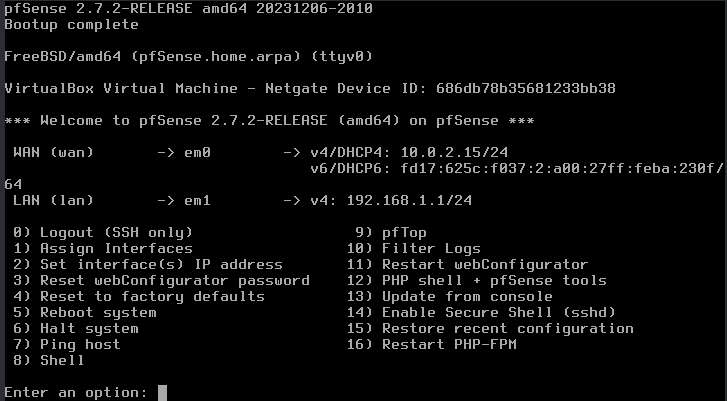 pfSense 2.7.2-RELEASE amd64 20231206-2010
Bootup complete
FreeBSD/amd64 (pfSense.home.arpa) (ttyv0)
VirtualBox Virtual Machine - Netgate Device ID: 686db78b35681233bb38
*** Welcome to pfSense 2.7.2-RELEASE (amd64) on pfSense ***
WAN (wan) -> em0 -> v4/DHCP4: 10.0.2.15/24
v6/DHCP6: fd17:625c:f037:2:a00:27ff:feba:230f/
64
LAN (lan) -> em1 -> v4: 192.168.1.1/24
0) Logout (SSH only) 9) pfTop
1) Assign Interfaces 10) Filter Logs
2) Set interface(s) IP address 11) Restart webConfigurator
3) Reset webConfigurator password 12) PHP shell + pfSense tools
4) Reset to factory defaults 13) Update from console
5) Reboot system 14) Enable Secure Shell (sshd)
6) Halt system 15) Restore recent configuration
7) Ping host 16) Restart PHP-FPM
8) Shell
Enter an option: